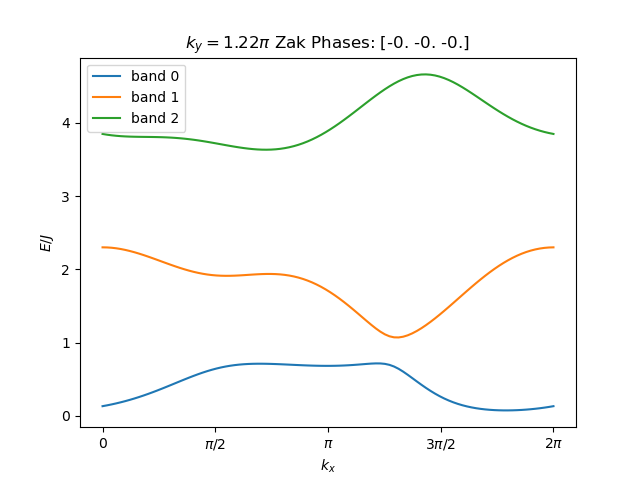 k_y = 1.22π Zak Phases: [-0. -0. -0.]
band 0
band 1
band 2
E/J
4
3
2
1
0
0
π/2
π
3π/2
2π
k_x